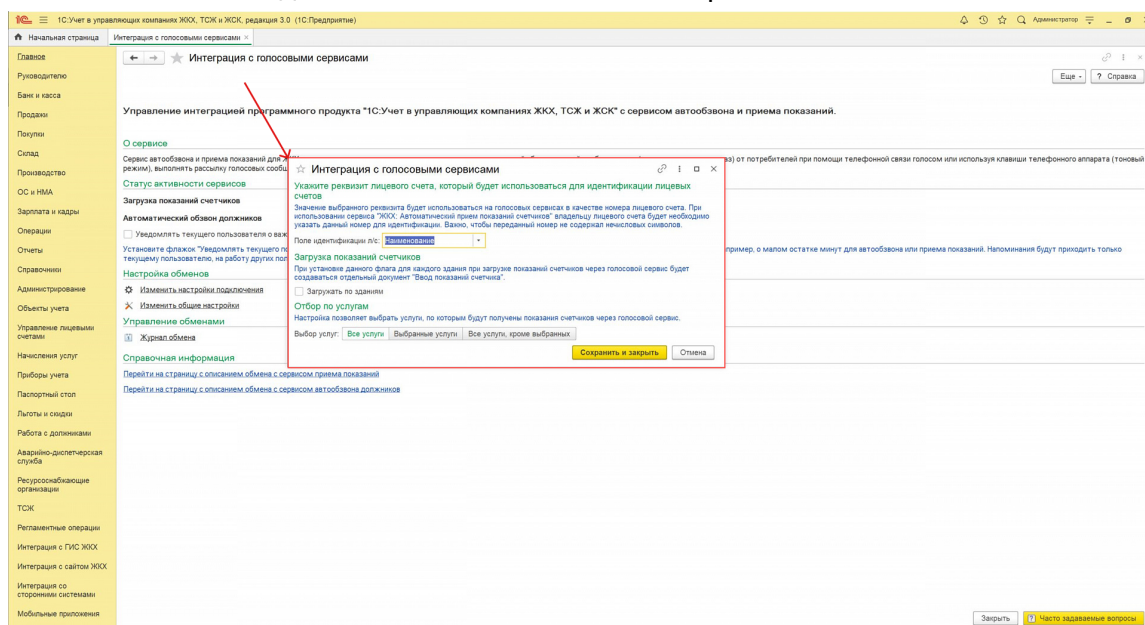 1С:Учет в управляющих компаниях ЖКХ, ТСЖ и ЖСК, редакция 3.0 (1С:Предприятие)
Администратор
Начальная страница
Интеграция с голосовыми сервисами ×
Главное
Руководителю
Банк и касса
Продажи
Покупки
Склад
Производство
ОС и НМА
Зарплата и кадры
Операции
Отчеты
Справочники
Администрирование
Объекты учета
Управление лицевыми
счетами
Начисления услуг
Приборы учета
Паспортный стол
Льготы и скидки
Работа с должниками
Аварийно-диспетчерская
служба
Ресурсоснабжающие
организации
ТСЖ
Регламентные операции
Интеграция с ГИС ЖКХ
Интеграция с сайтом ЖКХ
Интеграция со
сторонними системами
Мобильные приложения
Интеграция с голосовыми сервисами
Еще
? Справка
Управление интеграцией программного продукта "1С:Учет в управляющих компаниях ЖКХ, ТСЖ и ЖСК" с сервисом автообзвона и приема показаний.
О сервисе
Сервис автообзвона и приема показаний для от потребителей при помощи телефонной связи голосом или используя клавиши телефонного аппарата (тоновый
режим), выполнять рассылку голосовых
Статус активности сервисов
Загрузка показаний счетчиков
Автоматический обзвон должников
Уведомлять текущего пользователя о
Установите флажок "Уведомлять текущего о малом остатке минут для автообзвона или приема показаний. Напоминания будут приходить только
текущему пользователю, на работу других
Настройка обменов
Изменить настройки подключения
Изменить общие настройки
Управление обменами
Журнал обмена
Справочная информация
Перейти на страницу с описанием обмена с сервисом приема показаний
Перейти на страницу с описанием обмена с сервисом автообзвона должников
Интеграция с голосовыми сервисами
Укажите реквизит лицевого счета, который будет использоваться для идентификации лицевых
счетов
Значение выбранного реквизита будет использоваться на голосовых сервисах в качестве номера лицевого счета. При
использовании сервиса "ЖКХ: Автоматический прием показаний счетчиков" владельцу лицевого счета будет необходимо
указать данный номер для идентификации. Важно, чтобы переданный номер не содержал нечисловых символов.
Поле идентификации л/с: Наименование
Загрузка показаний счетчиков
При установке данного флага для каждого здания при загрузке показаний счетчиков через голосовой сервис будет
создаваться отдельный документ "Ввод показаний счетчика".
Загружать по зданиям
Отбор по услугам
Настройка позволяет выбрать услуги, по которым будут получены показания счетчиков через голосовой сервис.
Выбор услуг: Все услуги Выбранные услуги Все услуги, кроме выбранных
Сохранить и закрыть
Отмена
Закрыть
? Часто задаваемые вопросы